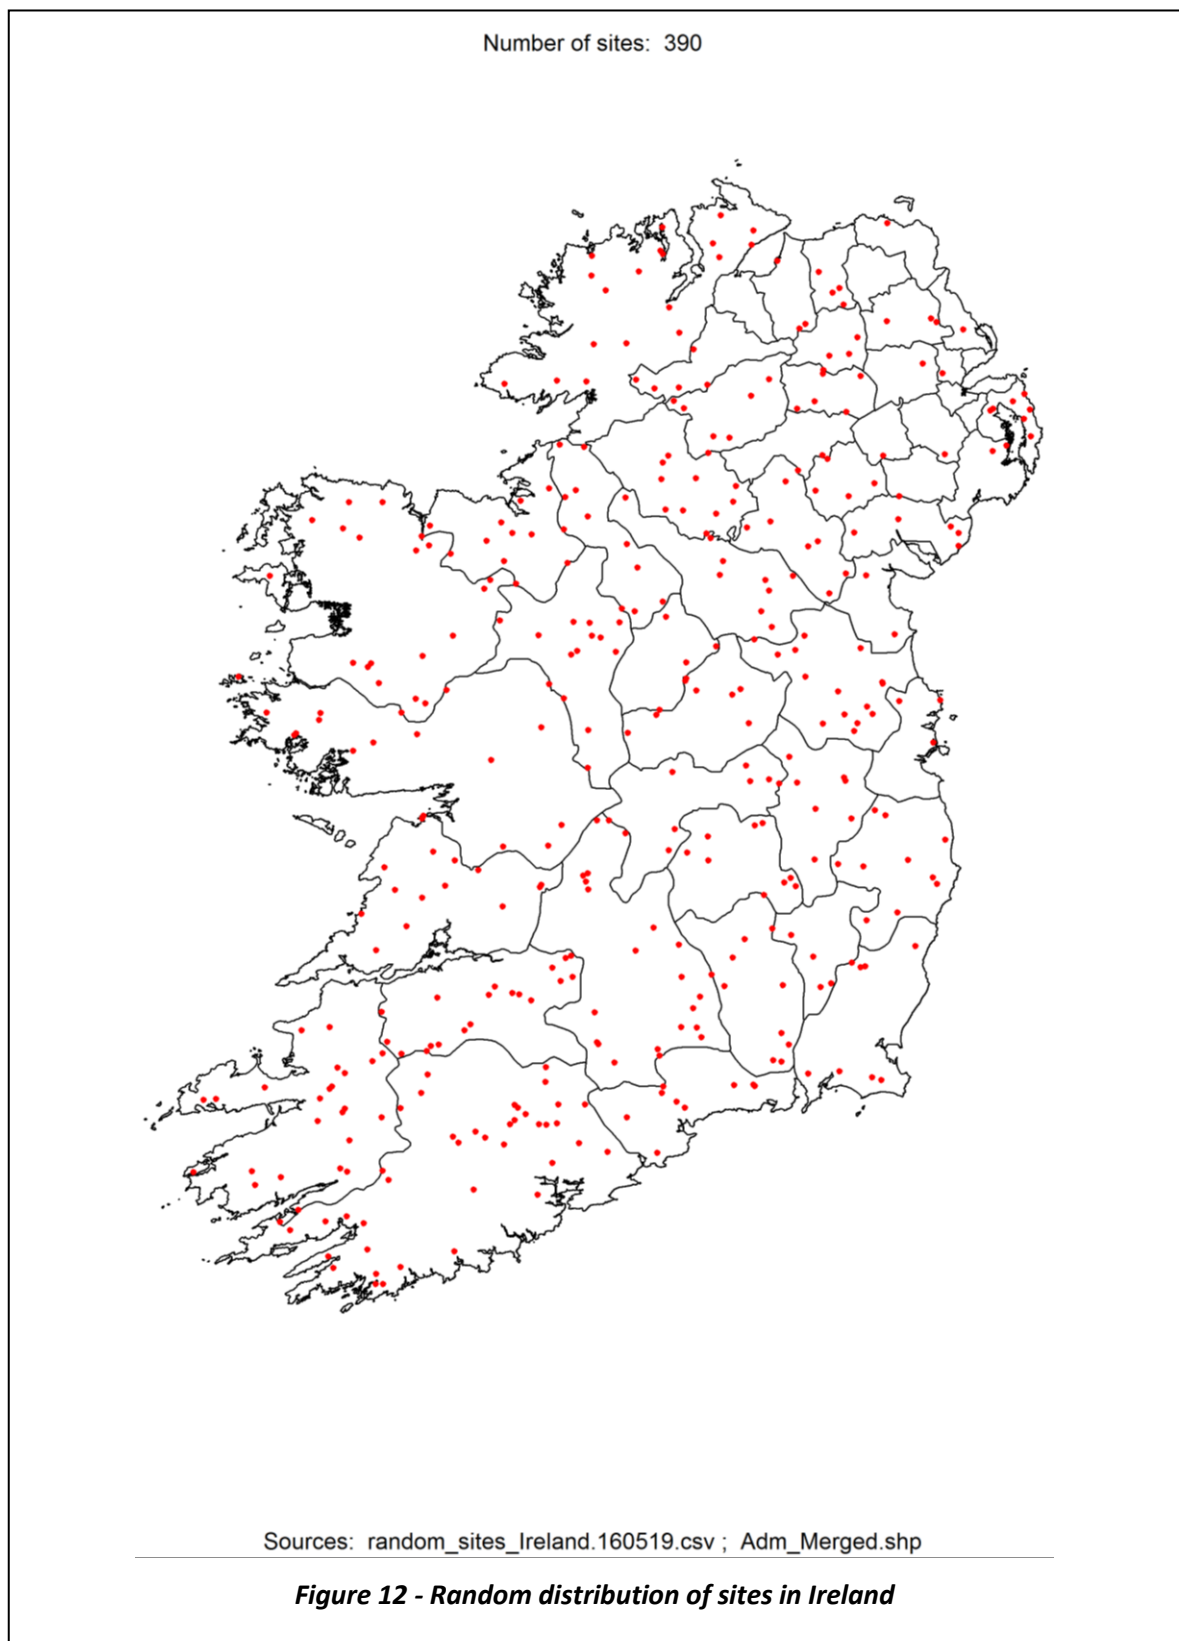 Number of sites: 390
Sources: random_sites_Ireland.160519.csv ; Adm_Merged.shp
Figure 12 - Random distribution of sites in Ireland